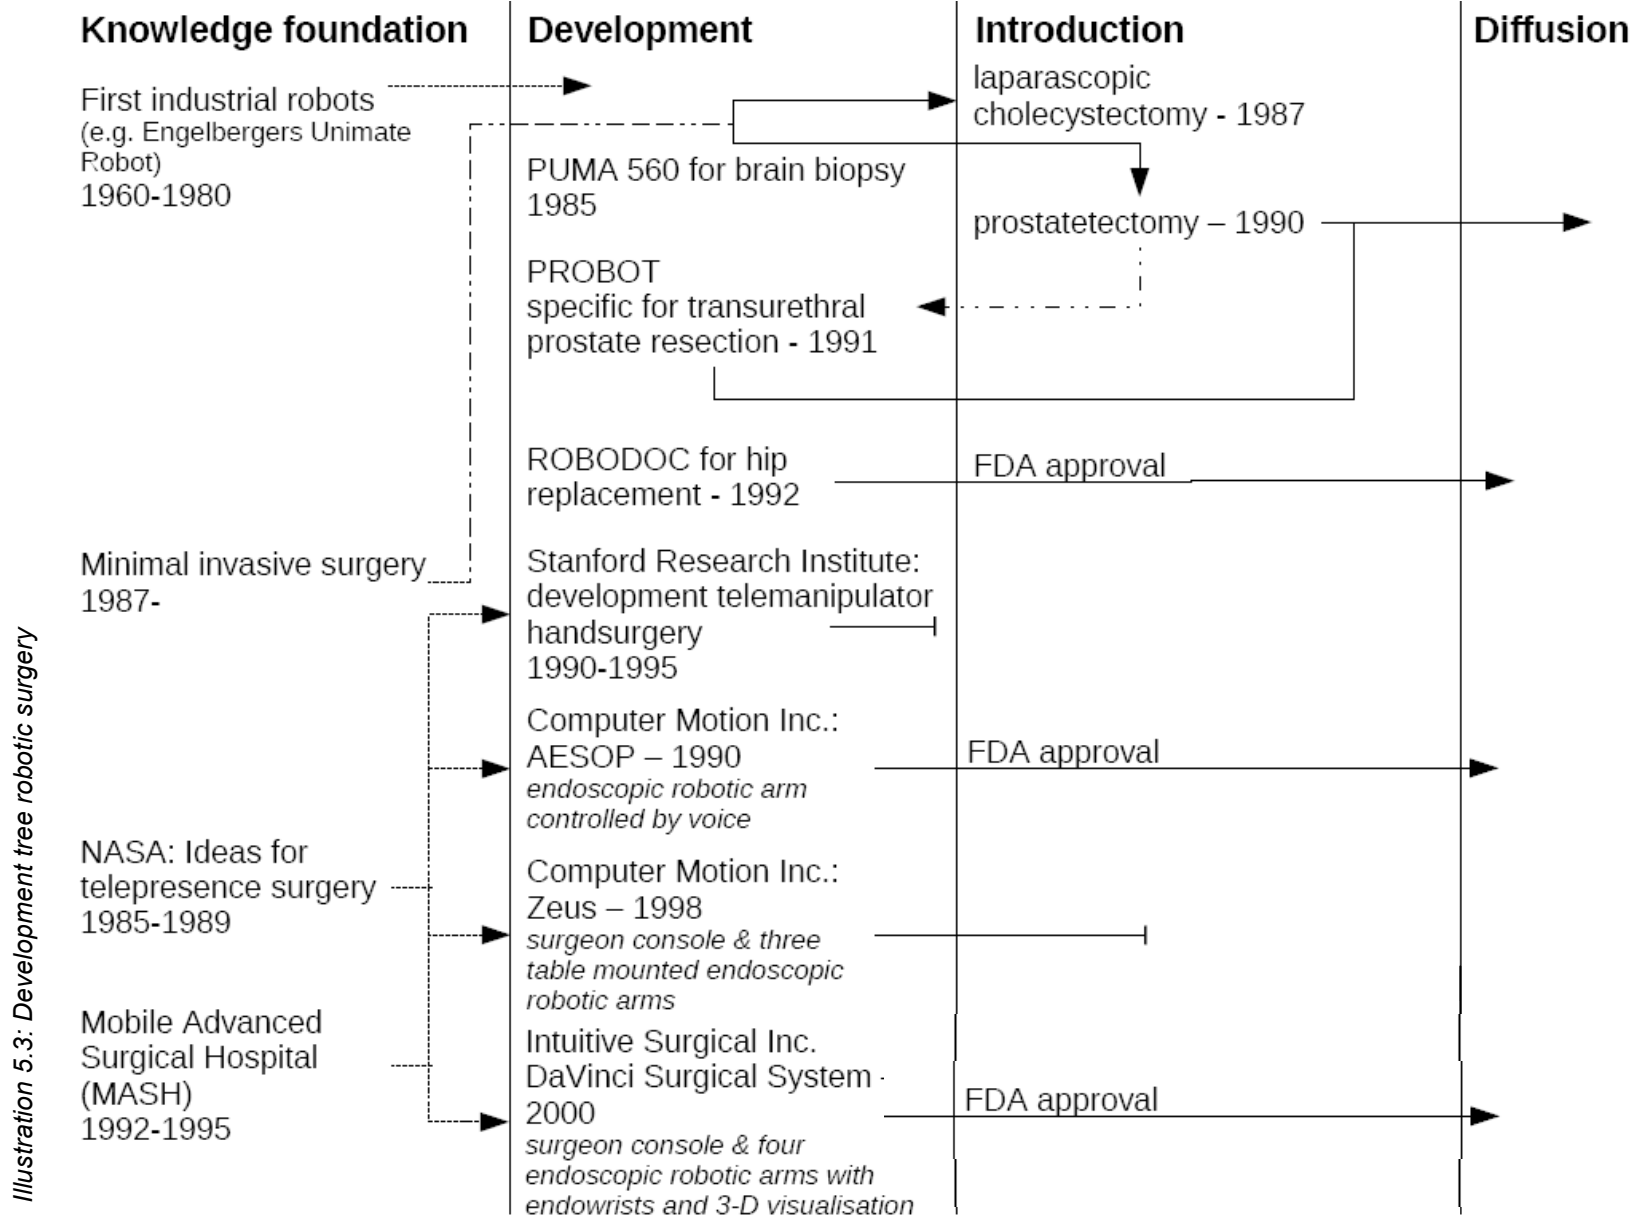 Knowledge foundation
Development
Introduction
Diffusion
First industrial robots
(e.g. Engelbergers Unimate
Robot)
1960-1980
Minimal invasive surgery
1987-
NASA: Ideas for
telepresence surgery
1985-1989
Mobile Advanced
Surgical Hospital
(MASH)
1992-1995
PUMA 560 for brain biopsy
1985
PROBOT
specific for transurethral
prostate resection - 1991
ROBODOC for hip
replacement - 1992
Stanford Research Institute:
development telemanipulator
handsurgery
1990-1995
Computer Motion Inc.:
AESOP – 1990
endoscopic robotic arm
controlled by voice
Computer Motion Inc.:
Zeus – 1998
surgeon console & three
table mounted endoscopic
robotic arms
Intuitive Surgical Inc.
DaVinci Surgical System -
2000
surgeon console & four
endoscopic robotic arms with
endowrists and 3-D visualisation
laparascopic
cholecystectomy - 1987
prostatetectomy – 1990
FDA approval
FDA approval
FDA approval
Illustration 5.3: Development tree robotic surgery